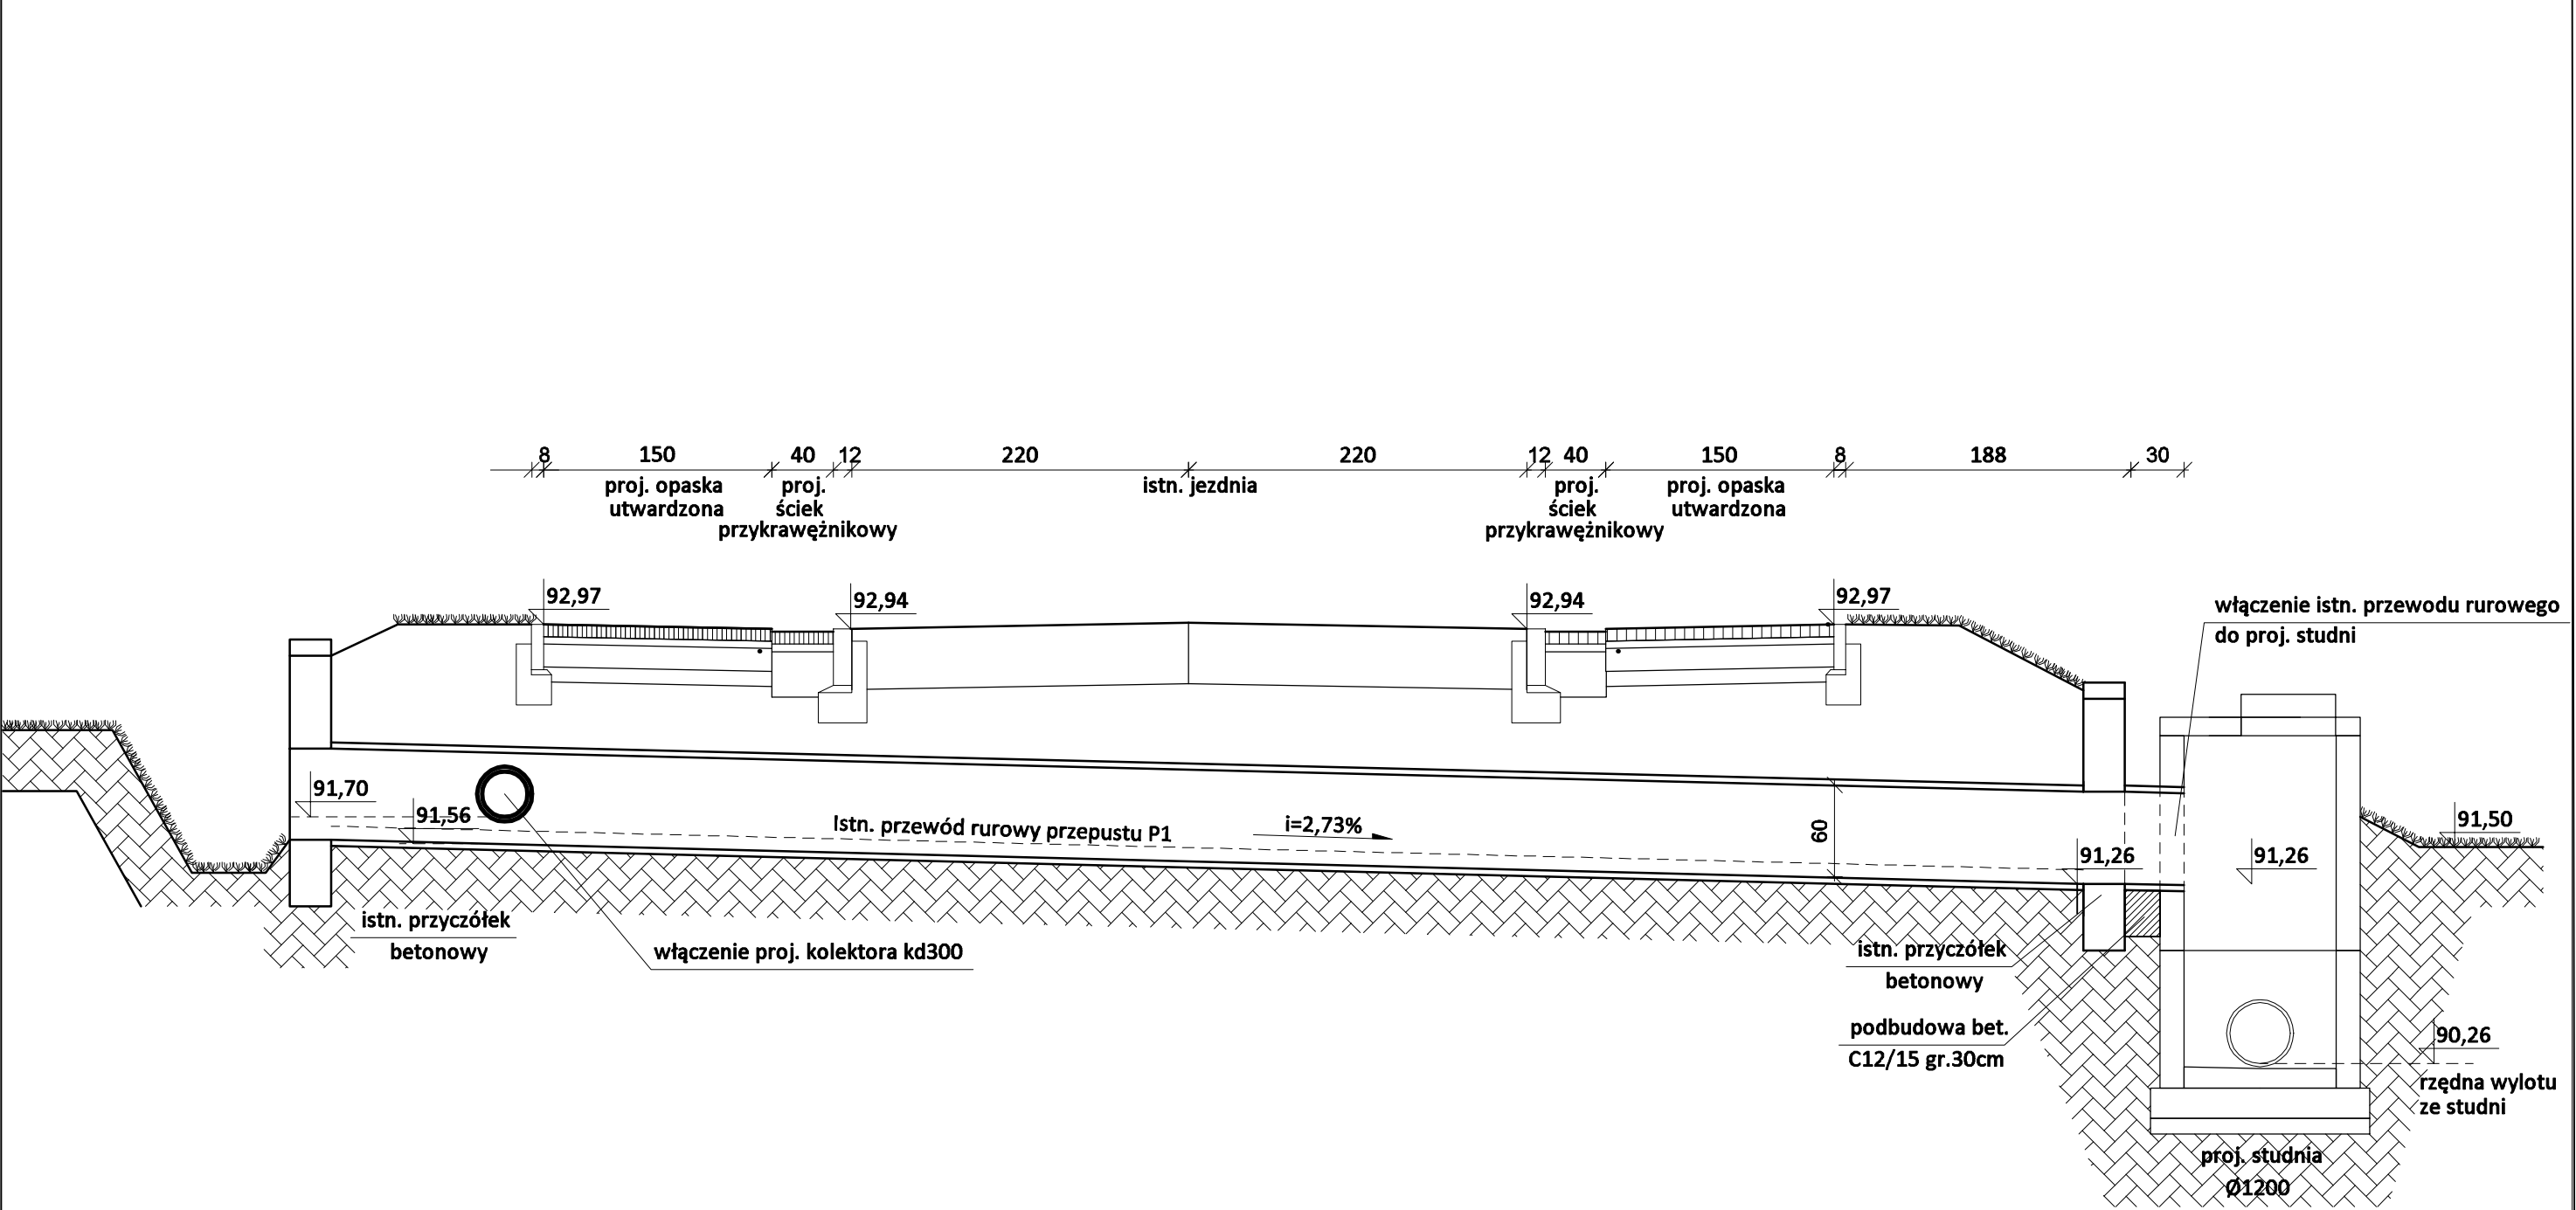 8 150 40 12 220 220 12 40 150 8 188 30
proj. opaska
utwardzona
proj.
ściek
przykrawężnikowy
istn. jezdnia
proj.
ściek
przykrawężnikowy
proj. opaska
utwardzona
92,97
92,94
92,94
92,97
włączenie istn. przewodu rurowego
do proj. studni
91,70
91,56
Istn. przewód rurowy przepustu P1
i=2,73%
60
91,26
91,26
91,50
istn. przyczółek
betonowy
włączenie proj. kolektora kd300
istn. przyczółek
betonowy
podbudowa bet.
C12/15 gr.30cm
90,26
rzędna wylotu
ze studni
proj. studnia
Ø1200